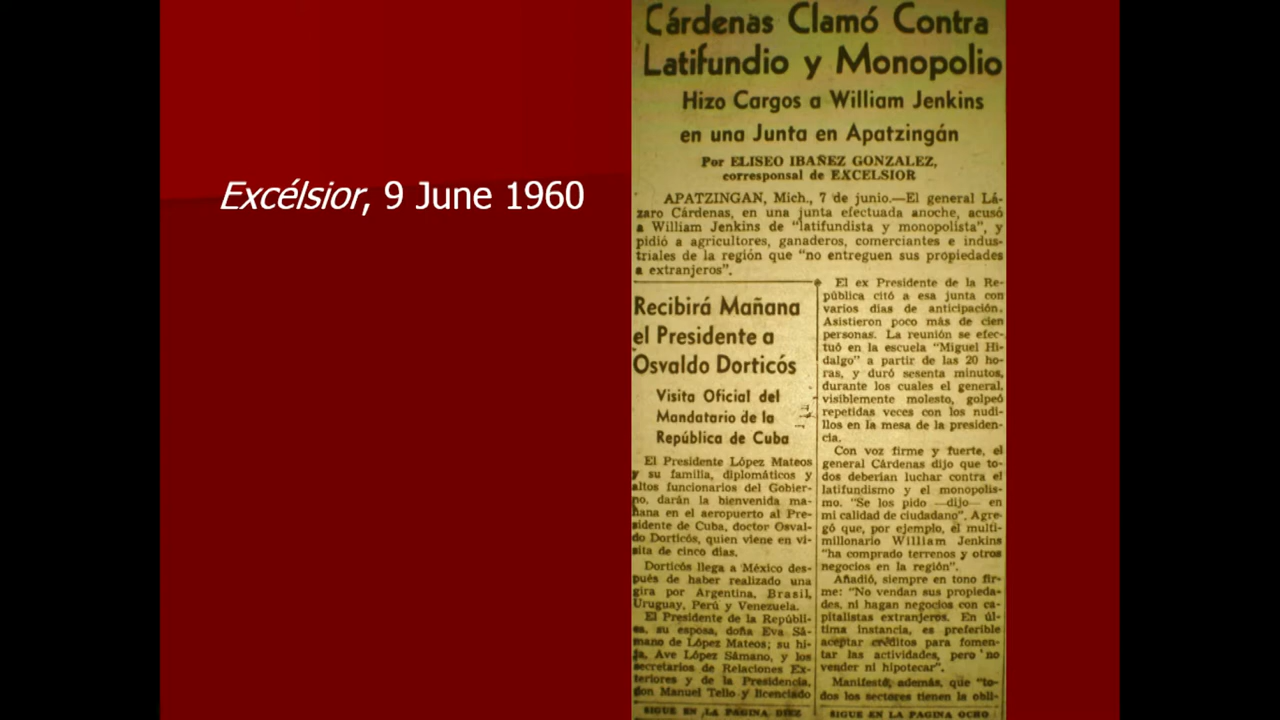 Excélsior, 9 June 1960
Cárdenas Clamó Contra
Latifundio y Monopolio
Hizo Cargos a William Jenkins
en una Junta en Apatzingán
Por ELISEO IBAÑEZ GONZALEZ,
corresponsal de EXCELSIOR
APATZINGAN, Mich., 7 de junio.—El general Lá-
zaro Cárdenas, en una junta efectuada anoche, acusó
a William Jenkins de "latifundista y monopolista", y
pidió a agricultores, ganaderos, comerciantes e indus-
triales de la región que "no entreguen sus propiedades
a extranjeros".
Recibirá Mañana
el Presidente a
Osvaldo Dorticós
Visita Oficial del
Mandatario de la
República de Cuba
El Presidente López Mateos
y su familia, diplomáticos y
altos funcionarios del Gobier-
no, darán la bienvenida ma-
ñana en el aeropuerto al Pre-
sidente de Cuba, doctor Osval-
do Dorticós, quien viene en vi-
sita de cinco días.
Dorticós llega a México des-
pués de haber realizado una
gira por Argentina, Brasil,
Uruguay, Perú y Venezuela.
El Presidente de la Repúbli-
ca, su esposa, doña Eva Sá-
mano de López Mateos; su hi-
ja, Ave López Sámano, y los
secretarios de Relaciones Ex-
teriores y de la Presidencia,
don Manuel Tello y licenciado
SIGUE EN LA PAGINA DIEZ
El ex Presidente de la Re-
pública citó a esa junta con
varios días de anticipación.
Asistieron poco más de cien
personas. La reunión se efec-
tuó en la escuela "Miguel Hi-
dalgo" a partir de las 20 ho-
ras, y duró sesenta minutos,
durante los cuales el general,
visiblemente molesto, golpeó
repetidas veces con los nudi-
llos en la mesa de la presiden-
cia.
Con voz firme y fuerte, el
general Cárdenas dijo que to-
dos deberían luchar contra el
latifundismo y el monopolis-
mo. "Se los pido —dijo— en
mi calidad de ciudadano". Agre-
gó que, por ejemplo, el multi-
millonario William Jenkins
"ha comprado terrenos y otros
negocios en la región".
Añadió, siempre en tono fir-
me: "No vendan sus propieda-
des, ni hagan negocios con ca-
pitalistas extranjeros. En úl-
tima instancia, es preferible
aceptar créditos para fomen-
tar las actividades, pero no
vender ni hipotecar".
Manifestó, además, que "to-
dos los sectores tienen la obli-
SIGUE EN LA PAGINA OCHO